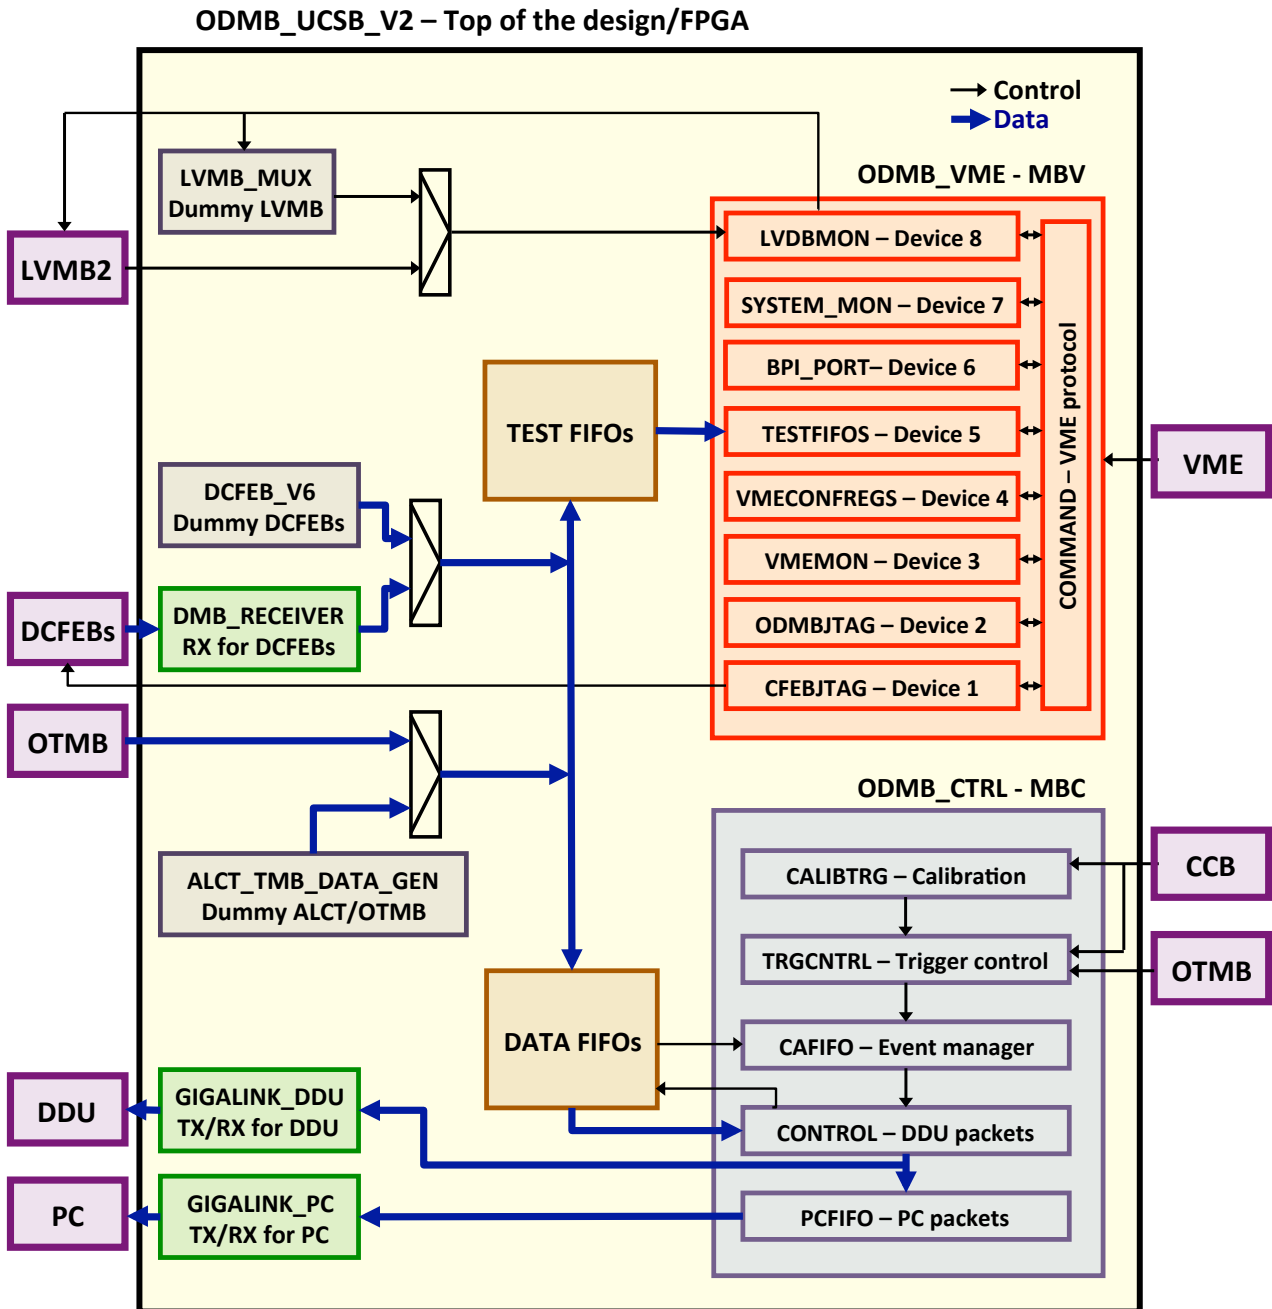 ODMB_UCSB_V2 – Top of the design/FPGA
Control
Data
LVMB_MUX
Dummy LVMB
LVMB2
ODMB_VME - MBV
LVDBMON – Device 8
SYSTEM_MON – Device 7
BPI_PORT– Device 6
TESTFIFOS – Device 5
VMECONFREGS – Device 4
VMEMON – Device 3
ODMBJTAG – Device 2
CFEBJTAG – Device 1
COMMAND – VME protocol
VME
TEST FIFOs
DCFEB_V6
Dummy DCFEBs
DCFEBs
DMB_RECEIVER
RX for DCFEBs
OTMB
ALCT_TMB_DATA_GEN
Dummy ALCT/OTMB
ODMB_CTRL - MBC
CALIBTRG – Calibration
TRGCNTRL – Trigger control
CAFIFO – Event manager
CONTROL – DDU packets
PCFIFO – PC packets
CCB
OTMB
DATA FIFOs
DDU
GIGALINK_DDU
TX/RX for DDU
PC
GIGALINK_PC
TX/RX for PC